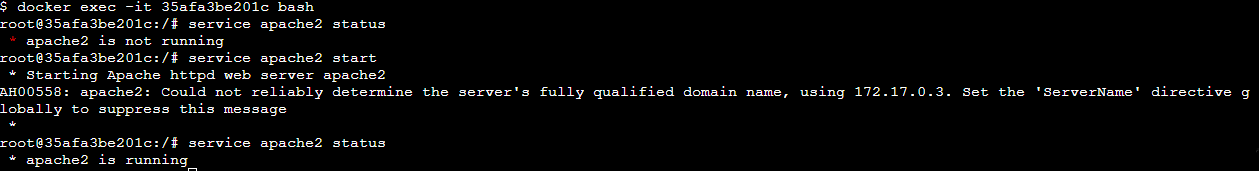 $ docker exec -it 35afa3be201c bash
root@35afa3be201c:/# service apache2 status
 * apache2 is not running
root@35afa3be201c:/# service apache2 start
 * Starting Apache httpd web server apache2
AH00558: apache2: Could not reliably determine the server's fully qualified domain name, using 172.17.0.3. Set the 'ServerName' directive g
lobally to suppress this message
 *
root@35afa3be201c:/# service apache2 status
 * apache2 is running